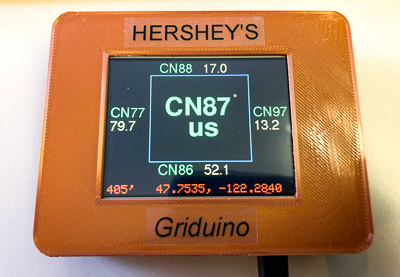 HERSHEY'S
CN88 17.0
CN87
us
CN77
79.7
CN97
13.2
CN86 52.1
405' 47.7535, -122.2840
Griduino